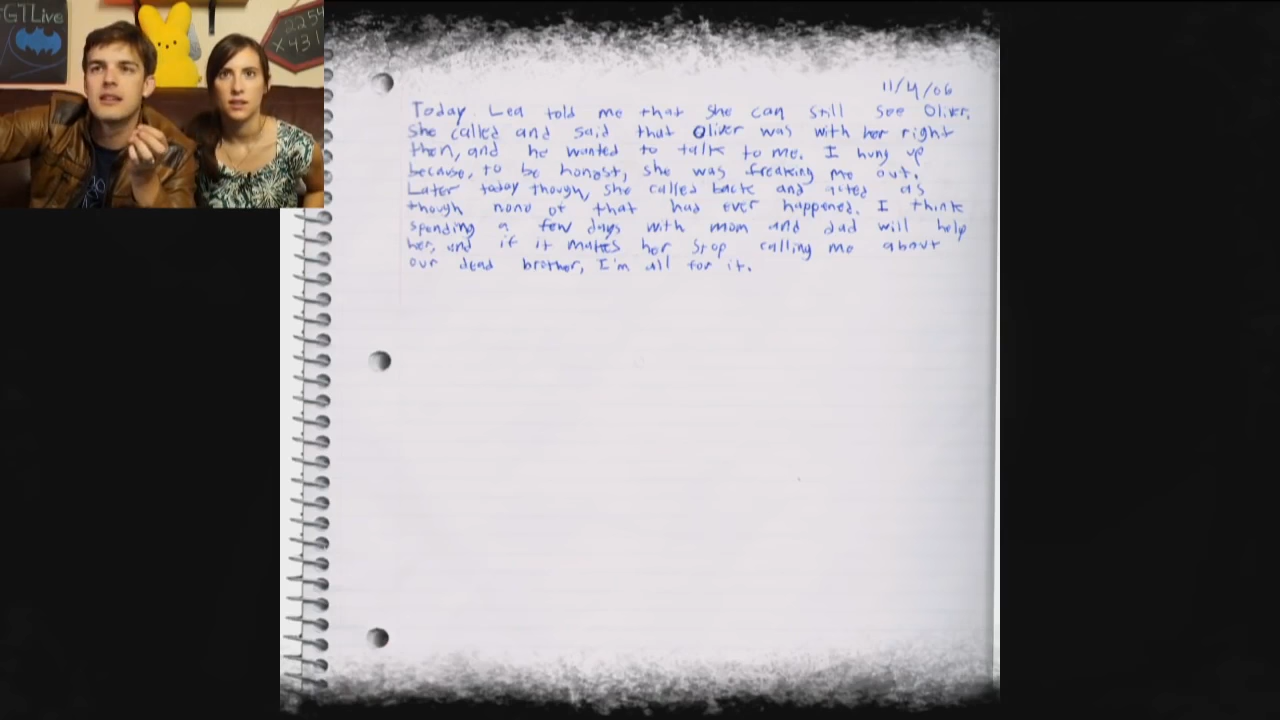 GTLive
2254
x 431
11/4/06
Today Lea told me that she can still see Oliver.
She called and said that Oliver was with her right
then, and he wanted to talk to me. I hung up
because, to be honest, she was freaking me out.
Later today though, she called back and acted as
though none of that had ever happened. I think
spending a few days with mom and dad will help
her, and if it makes her stop calling me about
our dead brother, I'm all for it.